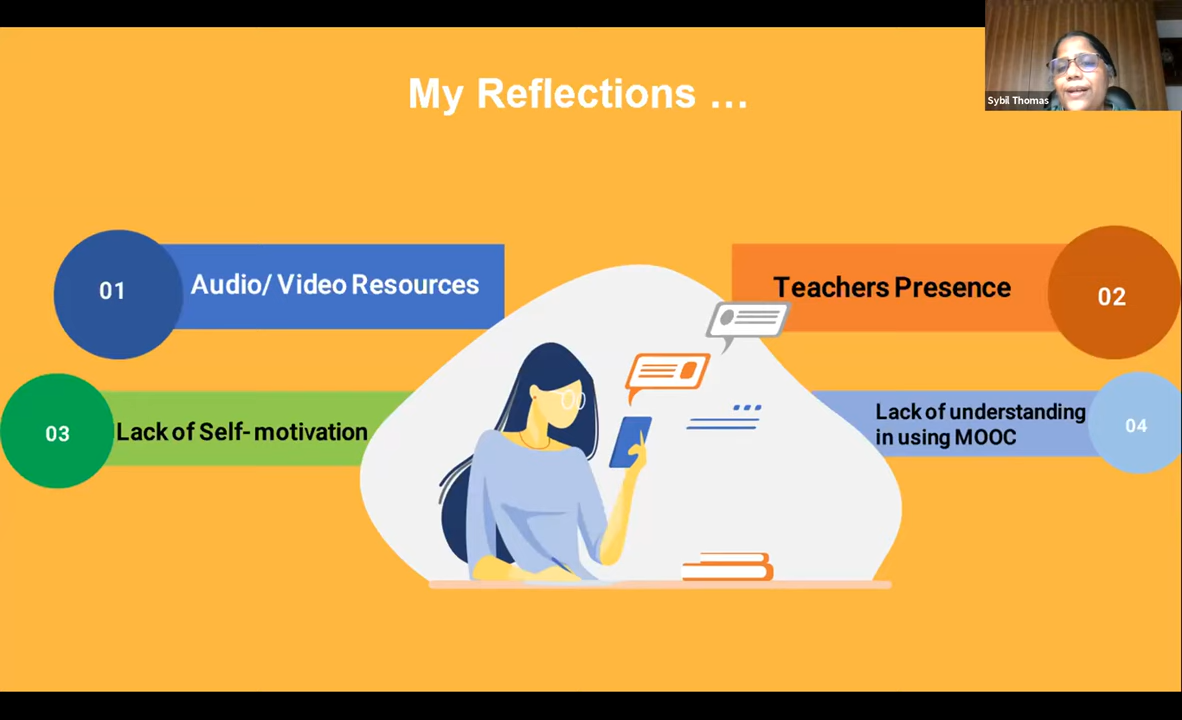 My Reflections ...
Sybil Thomas
01
Audio/ Video Resources
Teachers Presence
02
03
Lack of Self- motivation
Lack of understanding
in using MOOC
04